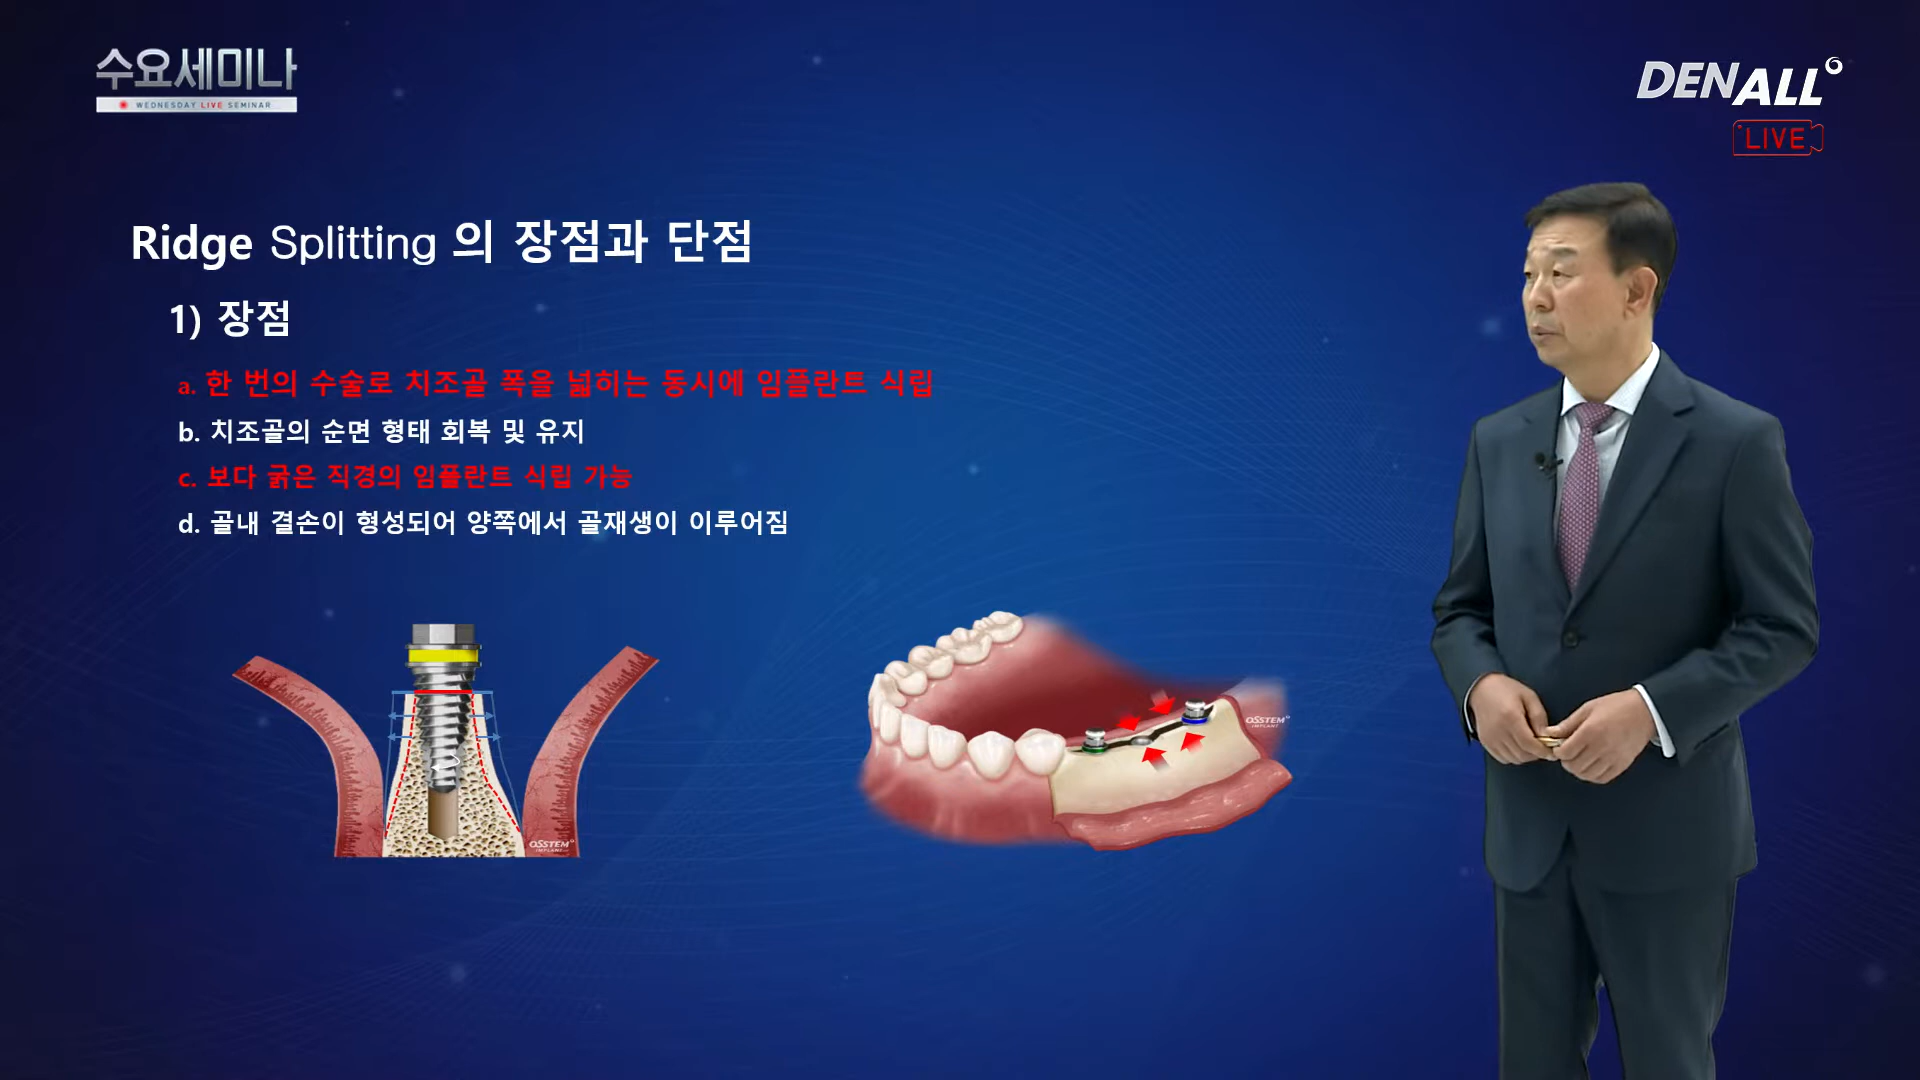 수요세미나
WEDNESDAY LIVE SEMINAR
DENALL
LIVE
Ridge Splitting 의 장점과 단점
1) 장점
a. 한 번의 수술로 치조골 폭을 넓히는 동시에 임플란트 식립
b. 치조골의 순면 형태 회복 및 유지
c. 보다 굵은 직경의 임플란트 식립 가능
d. 골내 결손이 형성되어 양쪽에서 골재생이 이루어짐
OSSTEM
IMPLANT
OSSTEM
IMPLANT